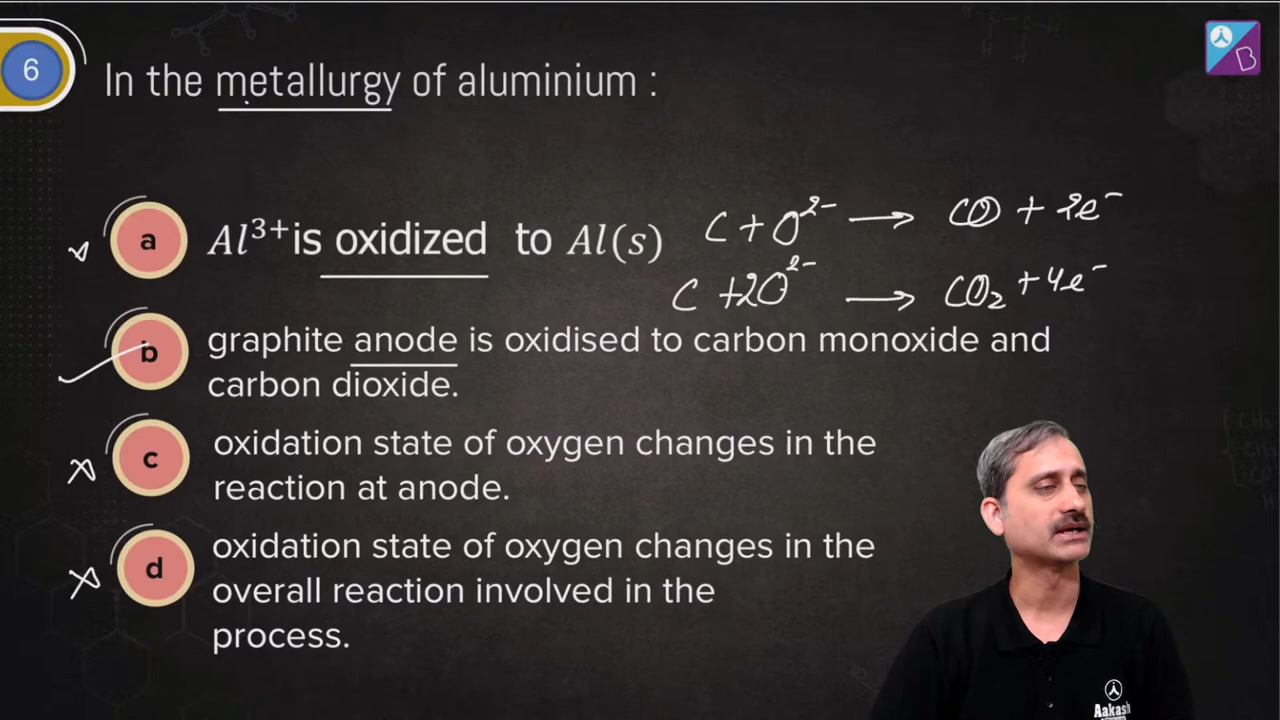 6
In the metallurgy of aluminium :
a Al³⁺is oxidized to Al(s)
C + O²⁻ → CO + 2e⁻
C + 2O²⁻ → CO₂ + 4e⁻
b graphite anode is oxidised to carbon monoxide and
carbon dioxide.
c oxidation state of oxygen changes in the
reaction at anode.
d oxidation state of oxygen changes in the
overall reaction involved in the
process.
B
Aakash